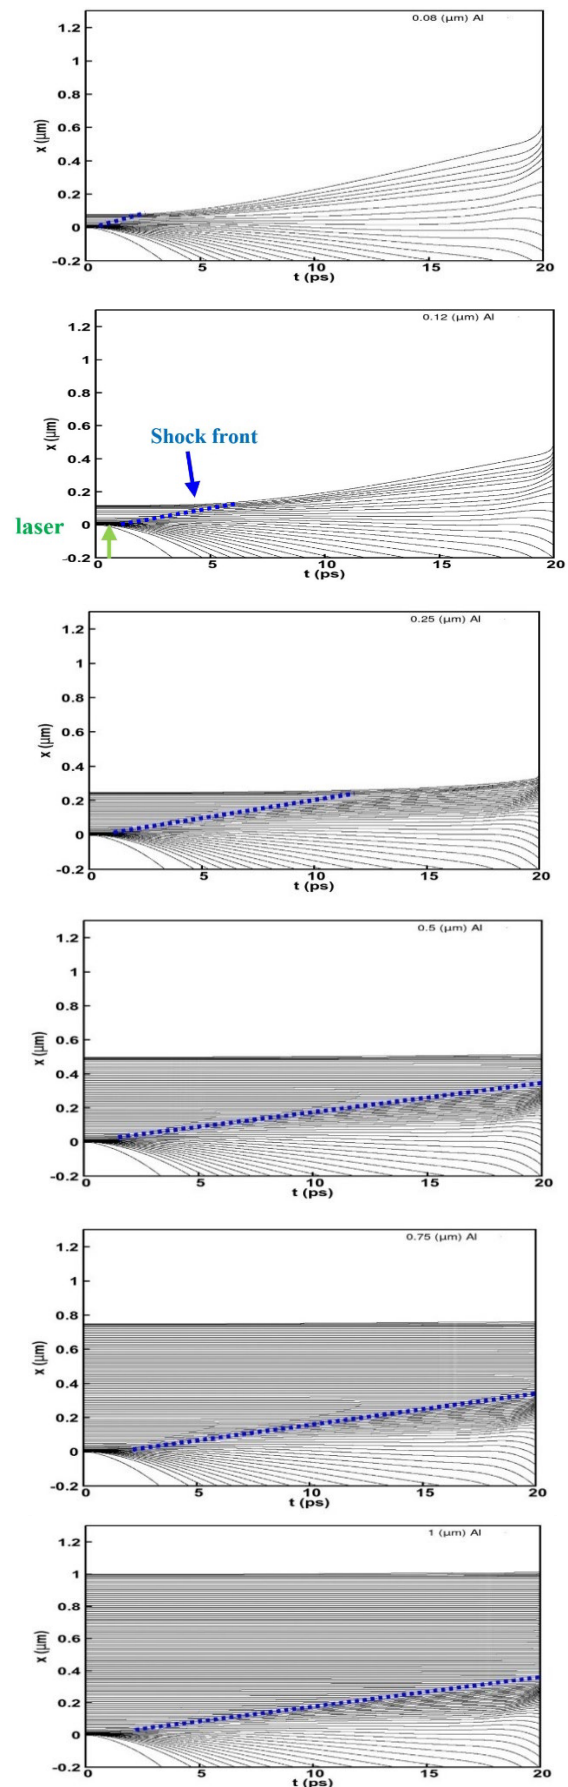 0.08 (μm) Al
1.2
1
0.8
0.6
0.4
0.2
0
-0.2
x (μm)
0 5 10 15 20
t (ps)
0.12 (μm) Al
1.2
1
0.8
0.6
0.4
0.2
0
-0.2
x (μm)
Shock front
laser
0 5 10 15 20
t (ps)
0.25 (μm) Al
1.2
1
0.8
0.6
0.4
0.2
0
-0.2
x (μm)
0 5 10 15 20
t (ps)
0.5 (μm) Al
1.2
1
0.8
0.6
0.4
0.2
0
-0.2
x (μm)
0 5 10 15 20
t (ps)
0.75 (μm) Al
1.2
1
0.8
0.6
0.4
0.2
0
-0.2
x (μm)
0 5 10 15 20
t (ps)
1 (μm) Al
1.2
1
0.8
0.6
0.4
0.2
0
-0.2
x (μm)
0 5 10 15 20
t (ps)